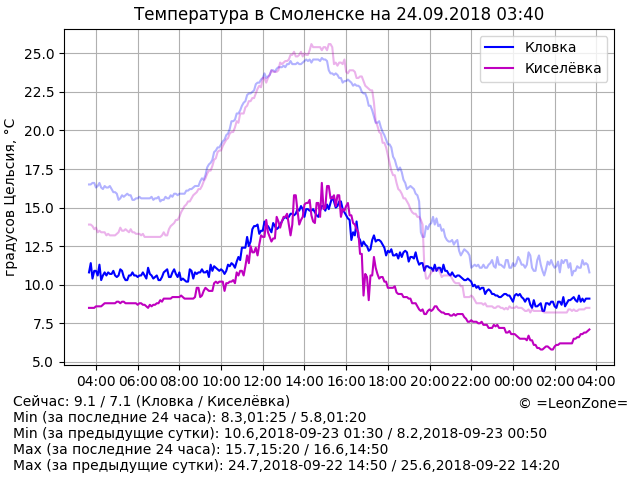 Температура в Смоленске на 24.09.2018 03:40
градусов Цельсия, °C
25.0
22.5
20.0
17.5
15.0
12.5
10.0
7.5
5.0
Кловка
Киселёвка
04:00 06:00 08:00 10:00 12:00 14:00 16:00 18:00 20:00 22:00 00:00 02:00 04:00
Сейчас: 9.1 / 7.1 (Кловка / Киселёвка)
© =LeonZone=
Min (за последние 24 часа): 8.3,01:25 / 5.8,01:20
Min (за предыдущие сутки): 10.6,2018-09-23 01:30 / 8.2,2018-09-23 00:50
Max (за последние 24 часа): 15.7,15:20 / 16.6,14:50
Max (за предыдущие сутки): 24.7,2018-09-22 14:50 / 25.6,2018-09-22 14:20